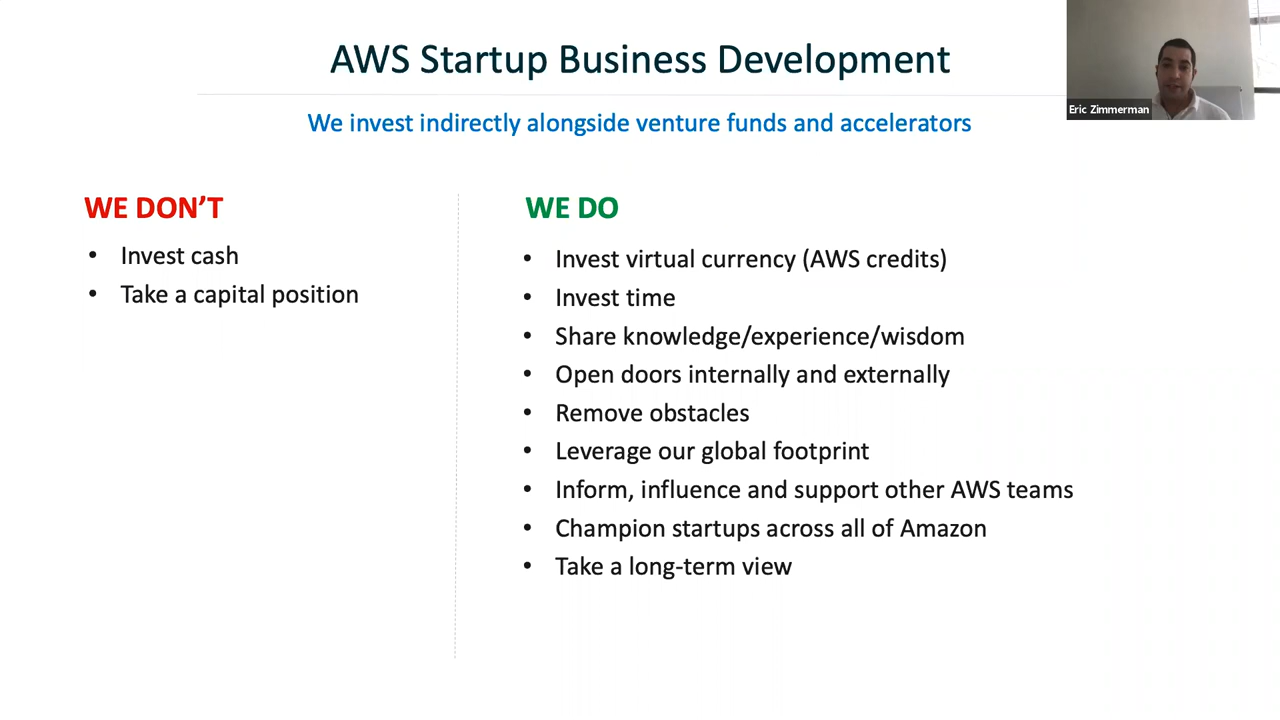 AWS Startup Business Development
Eric Zimmerman
We invest indirectly alongside venture funds and accelerators
WE DON’T
• Invest cash
• Take a capital position
WE DO
• Invest virtual currency (AWS credits)
• Invest time
• Share knowledge/experience/wisdom
• Open doors internally and externally
• Remove obstacles
• Leverage our global footprint
• Inform, influence and support other AWS teams
• Champion startups across all of Amazon
• Take a long-term view